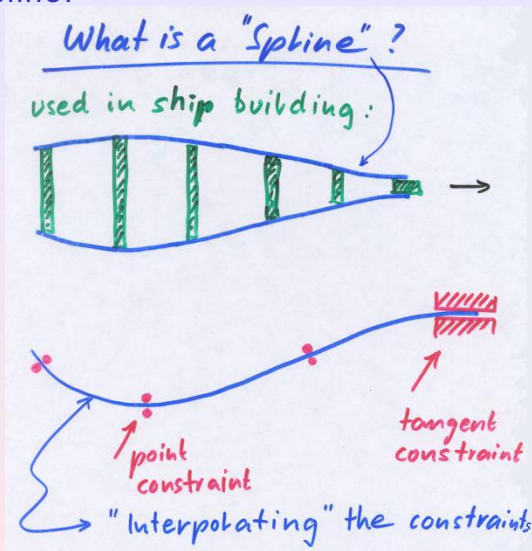 What is a "Spline" ?
used in ship building :
point
constraint
tangent
constraint
"Interpolating" the constraints